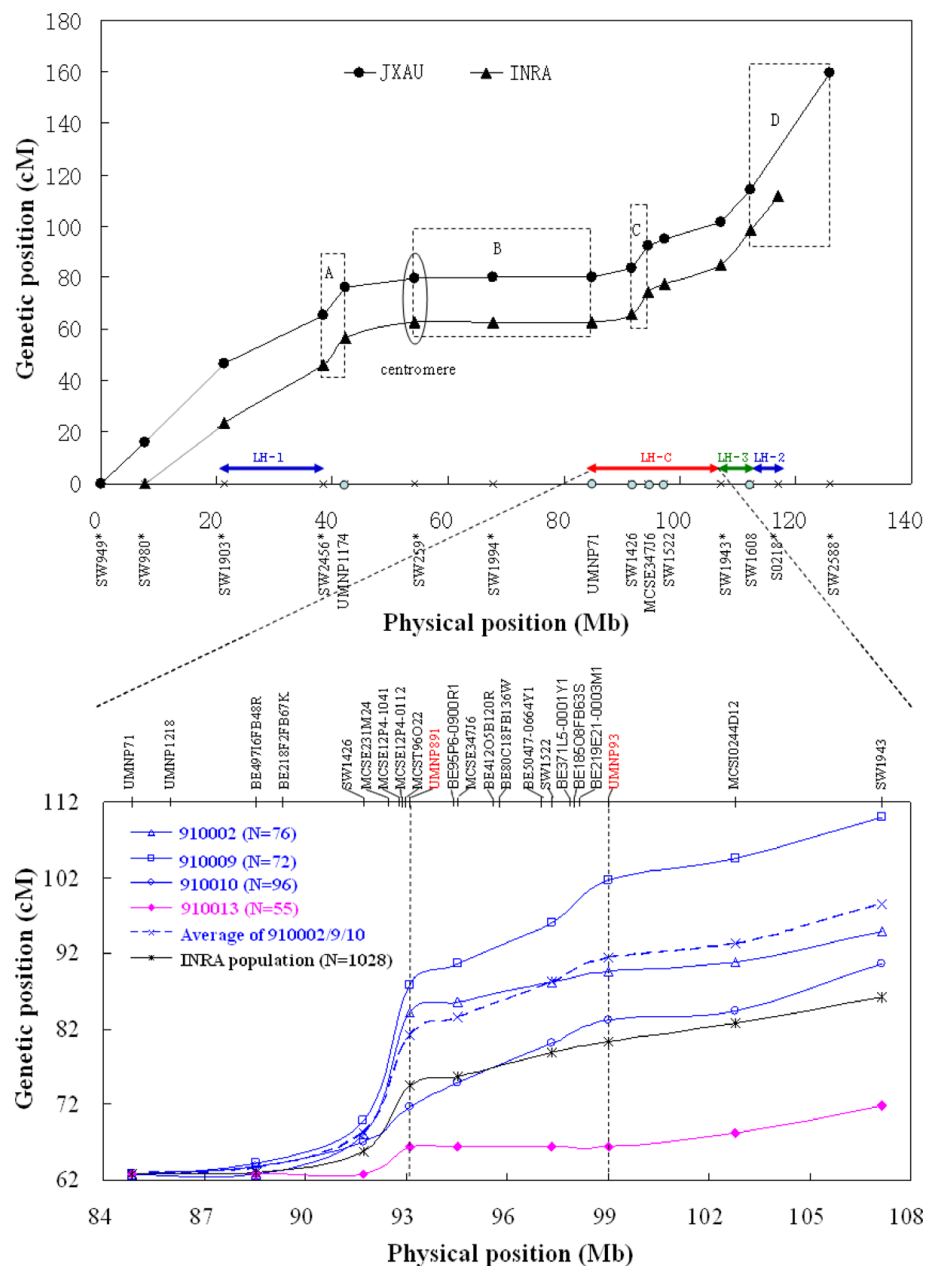 180
160
140
120
100
80
60
40
20
0
Genetic position (cM)
JXAU
INRA
A
B
C
D
centromere
LH-1
LH-C
LH-3
LH-2
0
20
40
60
80
100
120
140
SW949*
SW980*
SW1903*
SW2456*
UMNP1174
SW259*
SW1994*
UMNP71
SW1426
MCSE347J6
SW1522
SW1943*
SW1608
S0218*
SW2588*
Physical position (Mb)
UMNP71
UMNP1218
BE497I6FB48R
BE218F2FB67K
SW1426
MCSE231M24
MCSE12P4-1041
MCSE12P4-0112
MCST96O22
UMNP891
BE95P6-0900R1
MCSE347J6
BE412O5B120R
BE80C18FB136W
BE504I7-0664Y1
SW1522
BE371L5-0001Y1
BE185O8FB63S
BE219E21-0003M1
UMNP93
MCSI0244D12
SW1943
112
102
92
82
72
62
Genetic position (cM)
910002 (N=76)
910009 (N=72)
910010 (N=96)
910013 (N=55)
Average of 910002/9/10
INRA population (N=1028)
84
87
90
93
96
99
102
105
108
Physical position (Mb)